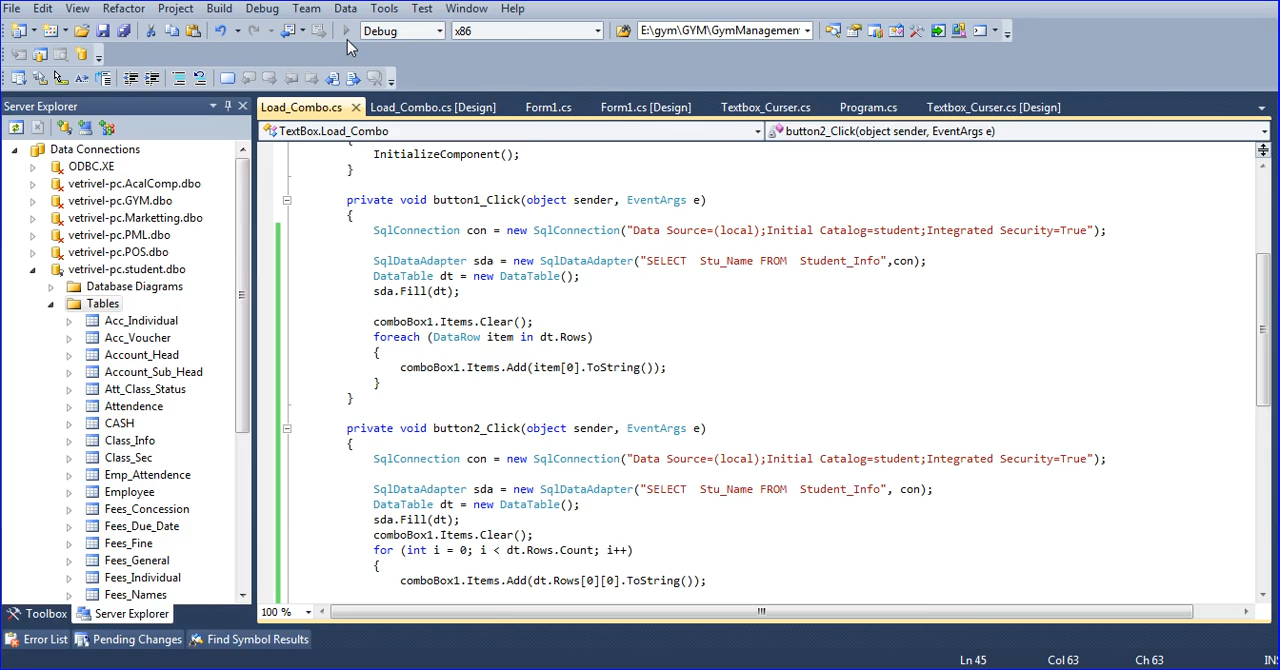 File Edit View Refactor Project Build Debug Team Data Tools Test Window Help
Debug x86 E:\gym\GYM\GymManagement
Server Explorer
Load_Combo.cs Load_Combo.cs [Design] Form1.cs Form1.cs [Design] Textbox_Curser.cs Program.cs Textbox_Curser.cs [Design]
TextBox.Load_Combo button2_Click(object sender, EventArgs e)
Data Connections
ODBC.XE
vetrivel-pc.AcalComp.dbo
vetrivel-pc.GYM.dbo
vetrivel-pc.Marketting.dbo
vetrivel-pc.PML.dbo
vetrivel-pc.POS.dbo
vetrivel-pc.student.dbo
Database Diagrams
Tables
Acc_Individual
Acc_Voucher
Account_Head
Account_Sub_Head
Att_Class_Status
Attendence
CASH
Class_Info
Class_Sec
Emp_Attendence
Employee
Fees_Concession
Fees_Due_Date
Fees_Fine
Fees_General
Fees_Individual
Fees_Names
InitializeComponent();
}
private void button1_Click(object sender, EventArgs e)
{
SqlConnection con = new SqlConnection("Data Source=(local);Initial Catalog=student;Integrated Security=True");
SqlDataAdapter sda = new SqlDataAdapter("SELECT  Stu_Name FROM  Student_Info",con);
DataTable dt = new DataTable();
sda.Fill(dt);
comboBox1.Items.Clear();
foreach (DataRow item in dt.Rows)
{
comboBox1.Items.Add(item[0].ToString());
}
}
private void button2_Click(object sender, EventArgs e)
{
SqlConnection con = new SqlConnection("Data Source=(local);Initial Catalog=student;Integrated Security=True");
SqlDataAdapter sda = new SqlDataAdapter("SELECT  Stu_Name FROM  Student_Info", con);
DataTable dt = new DataTable();
sda.Fill(dt);
comboBox1.Items.Clear();
for (int i = 0; i < dt.Rows.Count; i++)
{
comboBox1.Items.Add(dt.Rows[0][0].ToString());
100 %
Toolbox Server Explorer
Error List Pending Changes Find Symbol Results
Ln 45 Col 63 Ch 63 IN